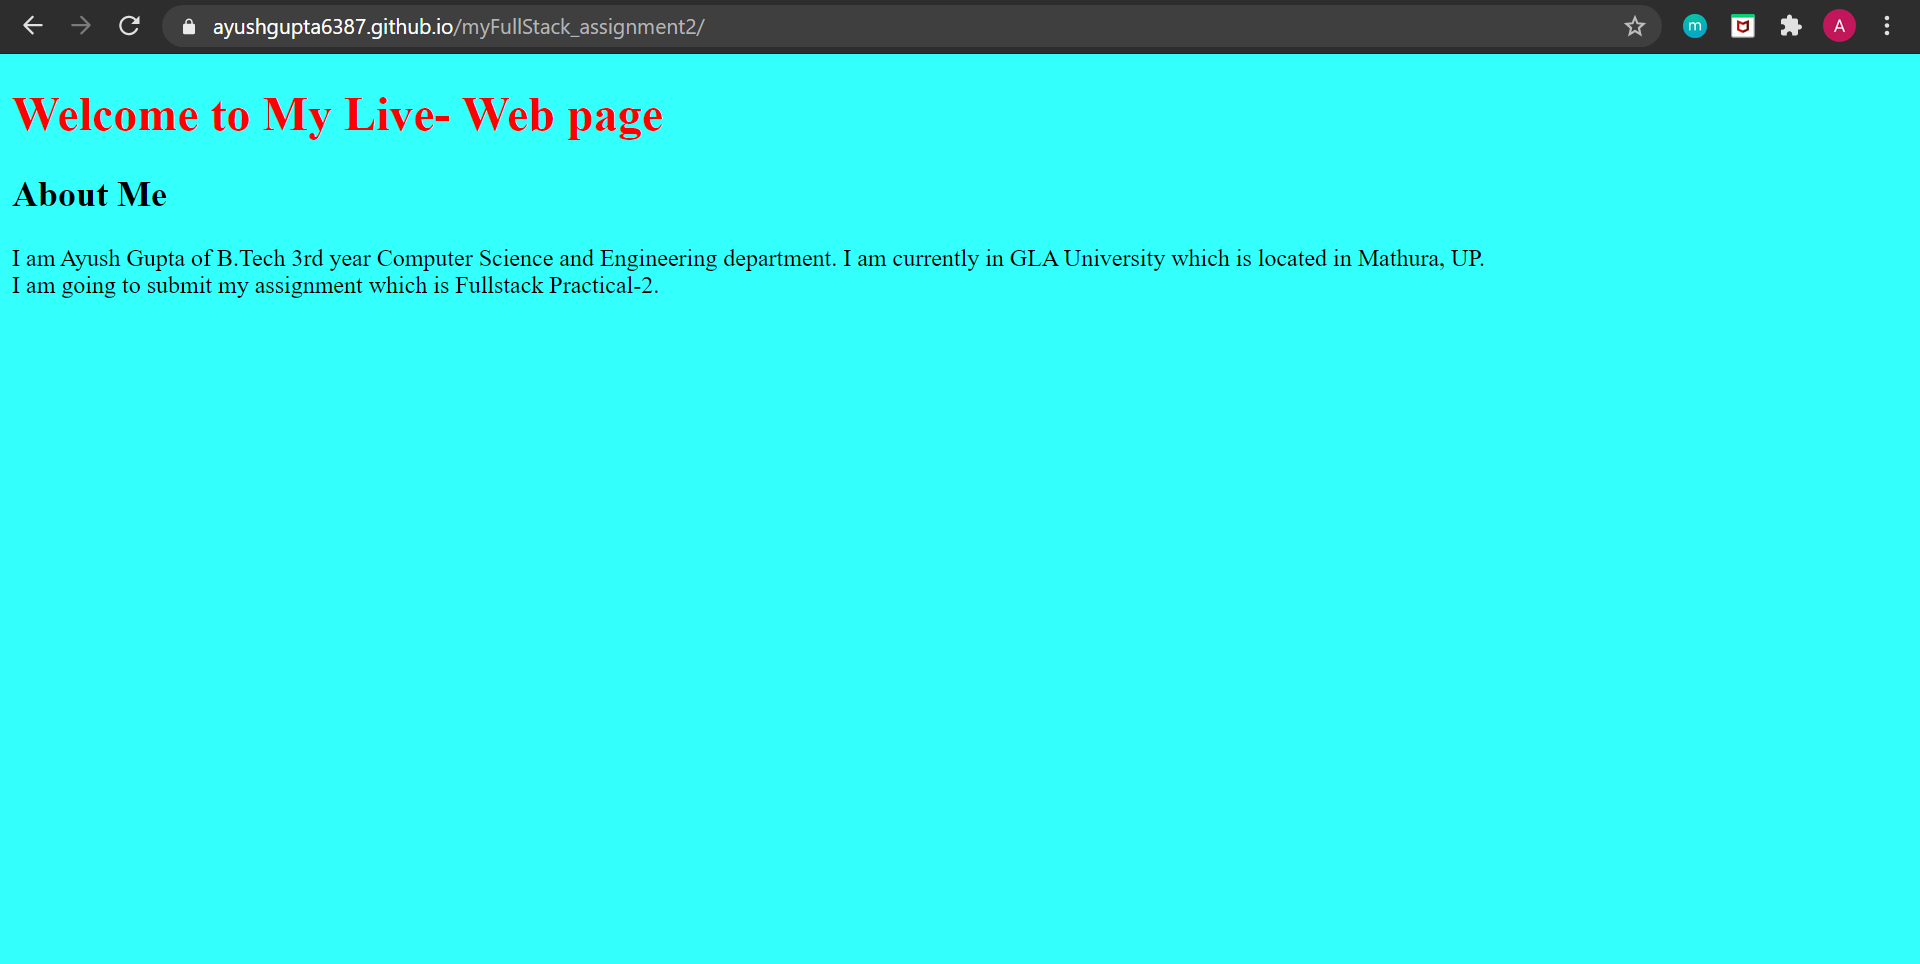 ayushgupta6387.github.io/myFullStack_assignment2/
m
A
Welcome to My Live- Web page
About Me
I am Ayush Gupta of B.Tech 3rd year Computer Science and Engineering department. I am currently in GLA University which is located in Mathura, UP.
I am going to submit my assignment which is Fullstack Practical-2.